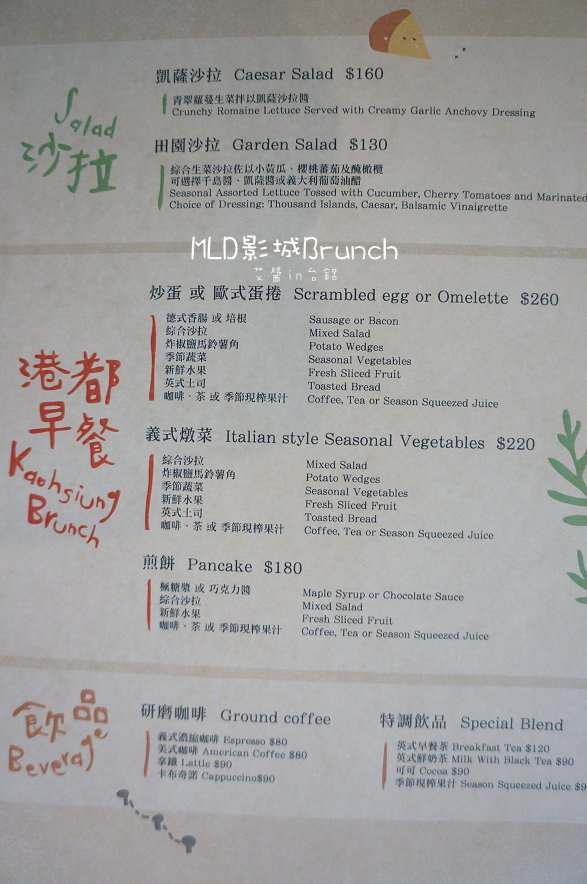 Salad
沙拉
凱薩沙拉 Caesar Salad $160
青翠蘿蔓生菜拌以凱薩沙拉醬
Crunchy Romaine Lettuce Served with Creamy Garlic Anchovy Dressing
田園沙拉 Garden Salad $130
綜合生菜沙拉佐以小黃瓜、櫻桃蕃茄及醃橄欖
可選擇千島醬、凱薩醬或義大利葡萄油醋
Seasonal Assorted Lettuce Tossed with Cucumber, Cherry Tomatoes and Marinated
Choice of Dressing: Thousand Islands, Caesar, Balsamic Vinaigrette
MLD影城Brunch
艾醬in台鋁
港都
早餐
Kaohsiung
Brunch
炒蛋 或 歐式蛋捲 Scrambled egg or Omelette $260
德式香腸 或 培根 Sausage or Bacon
綜合沙拉 Mixed Salad
炸椒鹽馬鈴薯角 Potato Wedges
季節蔬菜 Seasonal Vegetables
新鮮水果 Fresh Sliced Fruit
英式土司 Toasted Bread
咖啡、茶 或 季節現榨果汁 Coffee, Tea or Season Squeezed Juice
義式燉菜 Italian style Seasonal Vegetables $220
綜合沙拉 Mixed Salad
炸椒鹽馬鈴薯角 Potato Wedges
季節蔬菜 Seasonal Vegetables
新鮮水果 Fresh Sliced Fruit
英式土司 Toasted Bread
咖啡、茶 或 季節現榨果汁 Coffee, Tea or Season Squeezed Juice
煎餅 Pancake $180
楓糖漿 或 巧克力醬 Maple Syrup or Chocolate Sauce
綜合沙拉 Mixed Salad
新鮮水果 Fresh Sliced Fruit
咖啡、茶 或 季節現榨果汁 Coffee, Tea or Season Squeezed Juice
飲品
Beverage
研磨咖啡 Ground coffee
義式濃縮咖啡 Espresso $80
美式咖啡 American Coffee $80
拿鐵 Lattle $90
卡布奇諾 Cappuccino$90
特調飲品 Special Blend
英式早餐茶 Breakfast Tea $120
英式鮮奶茶 Milk With Black Tea $90
可可 Cocoa $90
季節現榨果汁 Season Squeezed Juice $9